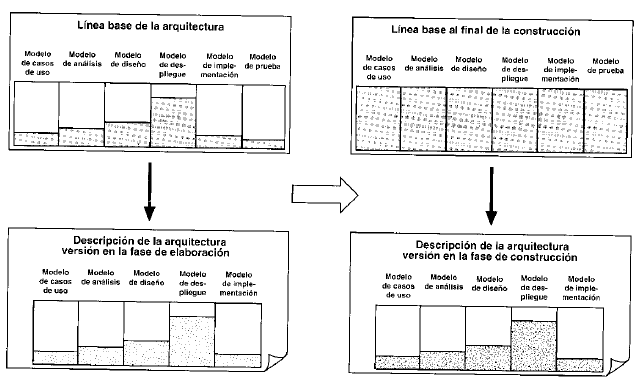 Línea base de la arquitectura
Modelo de casos de uso
Modelo de análisis
Modelo de diseño
Modelo de des-
pliegue
Modelo de imple-
mentación
Modelo de prueba
Línea base al final de la construcción
Modelo de casos de uso
Modelo de análisis
Modelo de diseño
Modelo de des-
pliegue
Modelo de imple-
mentación
Modelo de prueba
Descripción de la arquitectura
versión en la fase de elaboración
Modelo de casos de uso
Modelo de análisis
Modelo de diseño
Modelo de des-
pliegue
Modelo de imple-
mentación
Descripción de la arquitectura
versión en la fase de construcción
Modelo de casos de uso
Modelo de análisis
Modelo de diseño
Modelo de des-
pliegue
Modelo de imple-
mentación